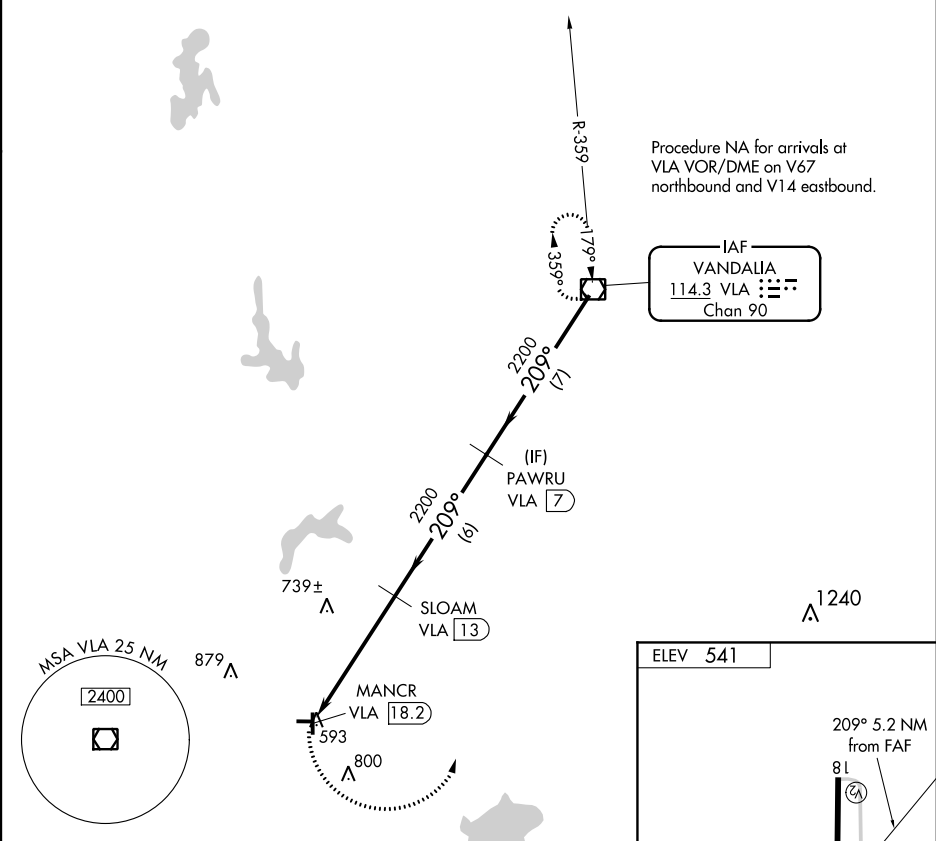 R-359
Procedure NA for arrivals at
VLA VOR/DME on V67
northbound and V14 eastbound.
179°
359°
IAF
VANDALIA
114.3 VLA
Chan 90
2200
209°
(7)
(IF)
PAWRU
VLA 7
2200
209°
(6)
739±
SLOAM
VLA 13
1240
MSA VLA 25 NM
2400
879
MANCR
VLA 18.2
593
800
ELEV 541
209° 5.2 NM
from FAF
18
V2